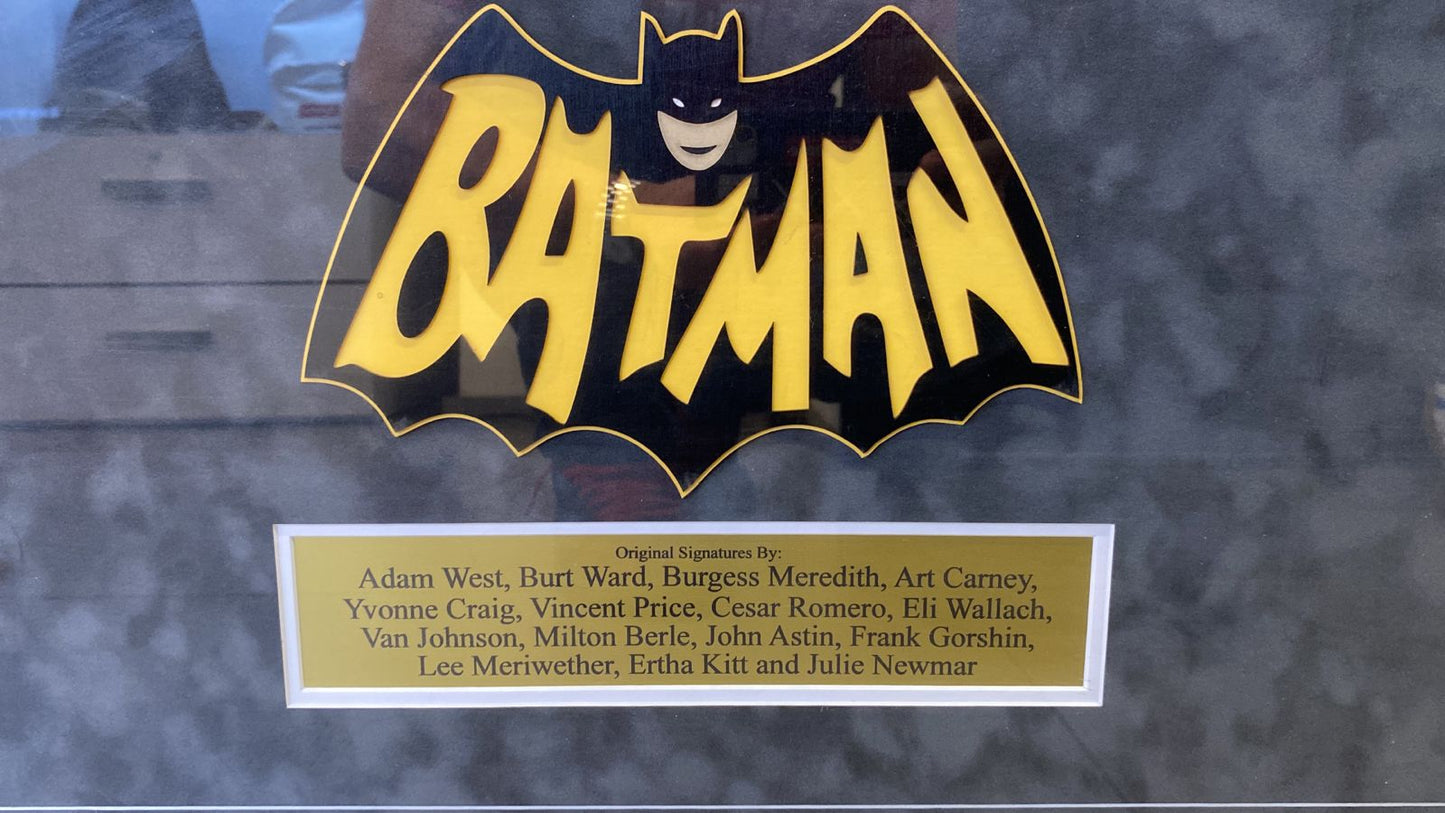 BATMAN
Original Signatures By:
Adam West, Burt Ward, Burgess Meredith, Art Carney,
Yvonne Craig, Vincent Price, Cesar Romero, Eli Wallach,
Van Johnson, Milton Berle, John Astin, Frank Gorshin,
Lee Meriwether, Ertha Kitt and Julie Newmar